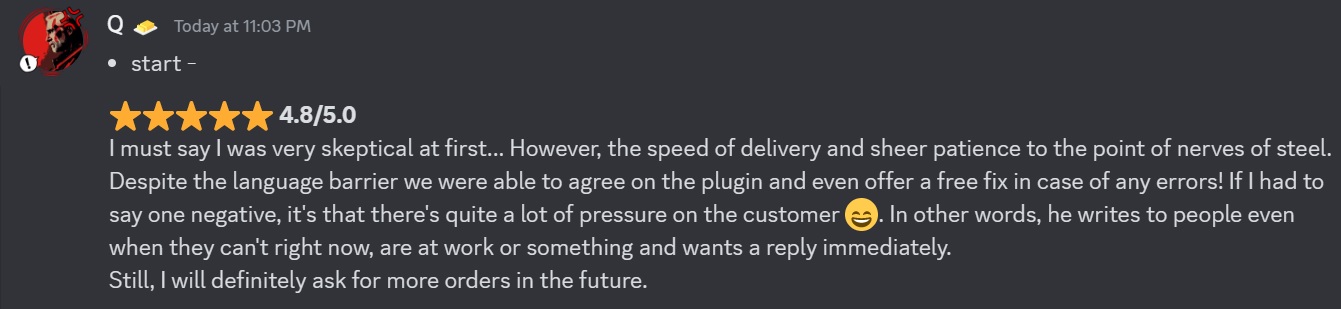 Q 🧈 Today at 11:03 PM
• start -
⭐⭐⭐⭐⭐ 4.8/5.0
I must say I was very skeptical at first... However, the speed of delivery and sheer patience to the point of nerves of steel.
Despite the language barrier we were able to agree on the plugin and even offer a free fix in case of any errors! If I had to
say one negative, it's that there's quite a lot of pressure on the customer 😄. In other words, he writes to people even
when they can't right now, are at work or something and wants a reply immediately.
Still, I will definitely ask for more orders in the future.